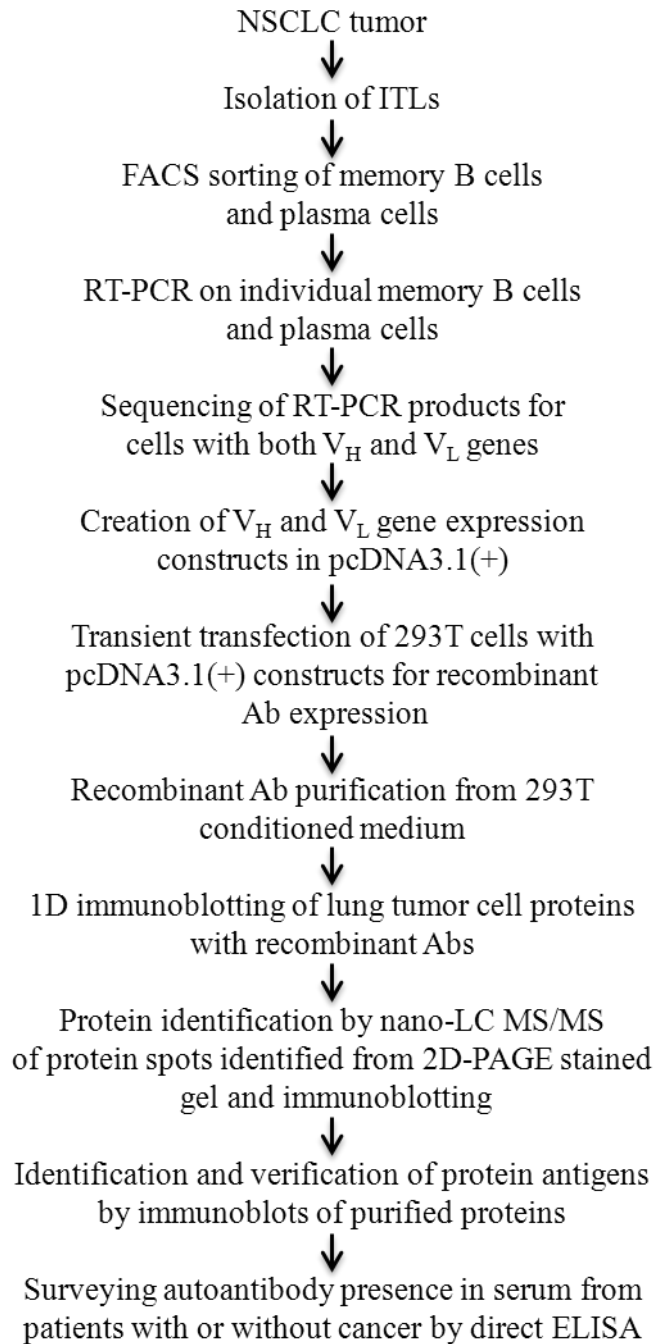 NSCLC tumor
Isolation of ITLs
FACS sorting of memory B cells
and plasma cells
RT-PCR on individual memory B cells
and plasma cells
Sequencing of RT-PCR products for
cells with both V_H and V_L genes
Creation of V_H and V_L gene expression
constructs in pcDNA3.1(+)
Transient transfection of 293T cells with
pcDNA3.1(+) constructs for recombinant
Ab expression
Recombinant Ab purification from 293T
conditioned medium
1D immunoblotting of lung tumor cell proteins
with recombinant Abs
Protein identification by nano-LC MS/MS
of protein spots identified from 2D-PAGE stained
gel and immunoblotting
Identification and verification of protein antigens
by immunoblots of purified proteins
Surveying autoantibody presence in serum from
patients with or without cancer by direct ELISA